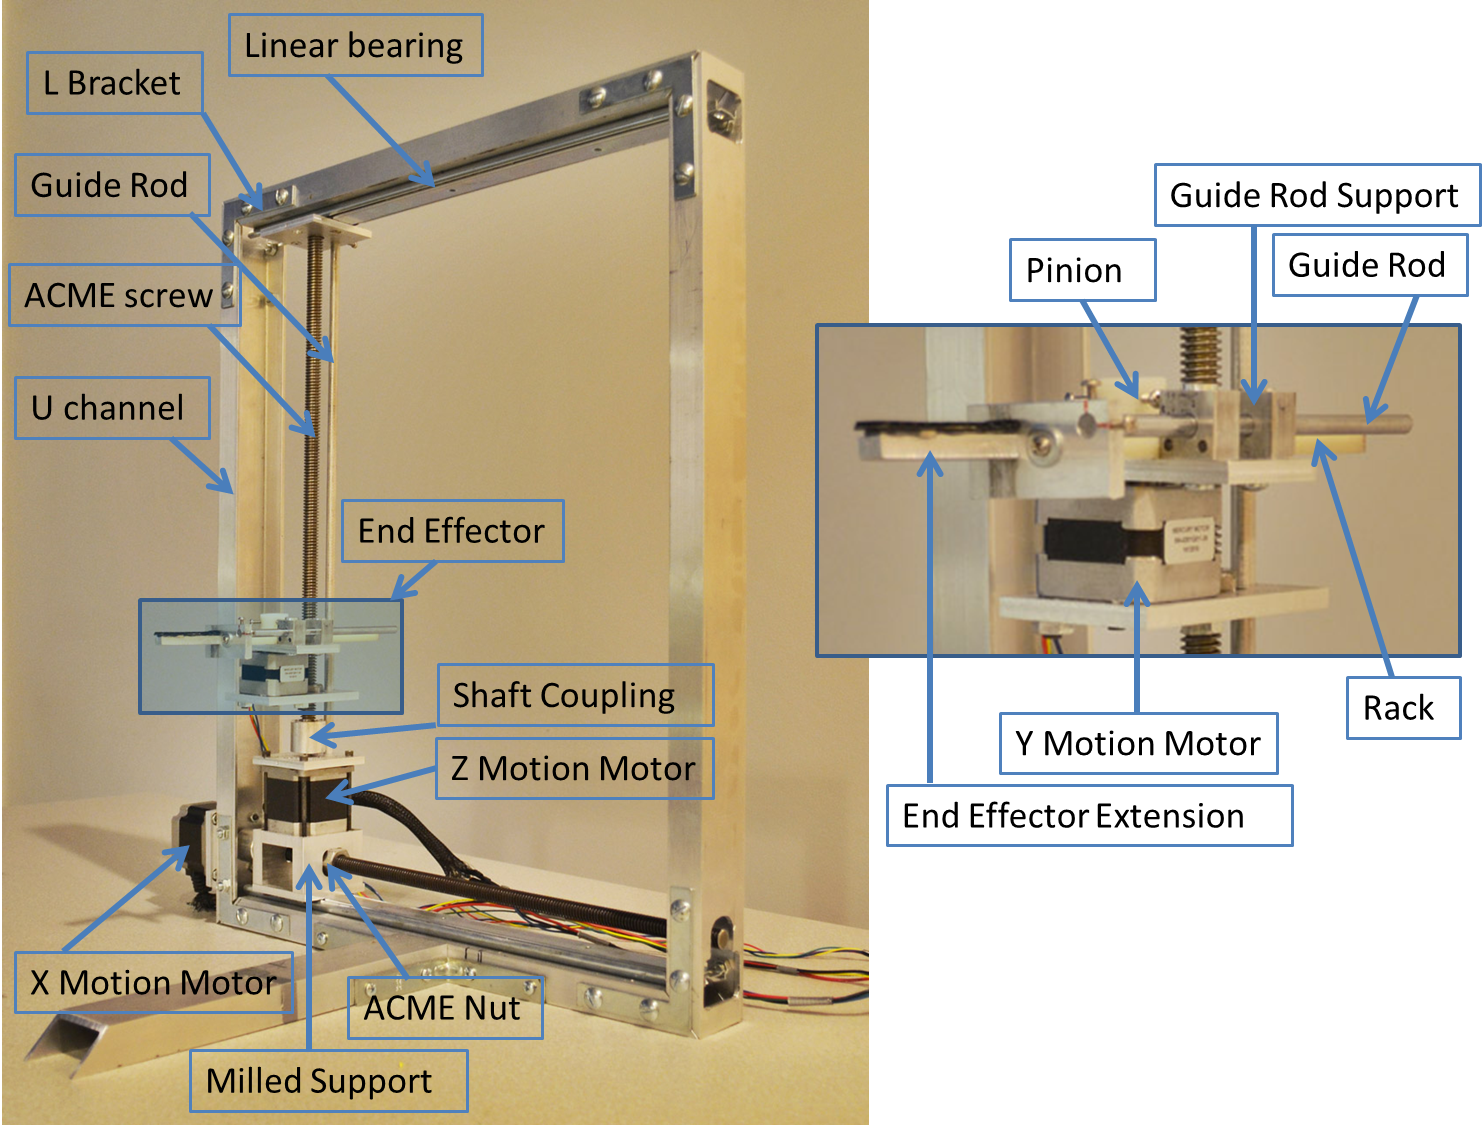 Linear bearing
L Bracket
Guide Rod
ACME screw
U channel
End Effector
Shaft Coupling
Z Motion Motor
X Motion Motor
ACME Nut
Milled Support
Guide Rod Support
Pinion
Guide Rod
Rack
Y Motion Motor
End Effector Extension